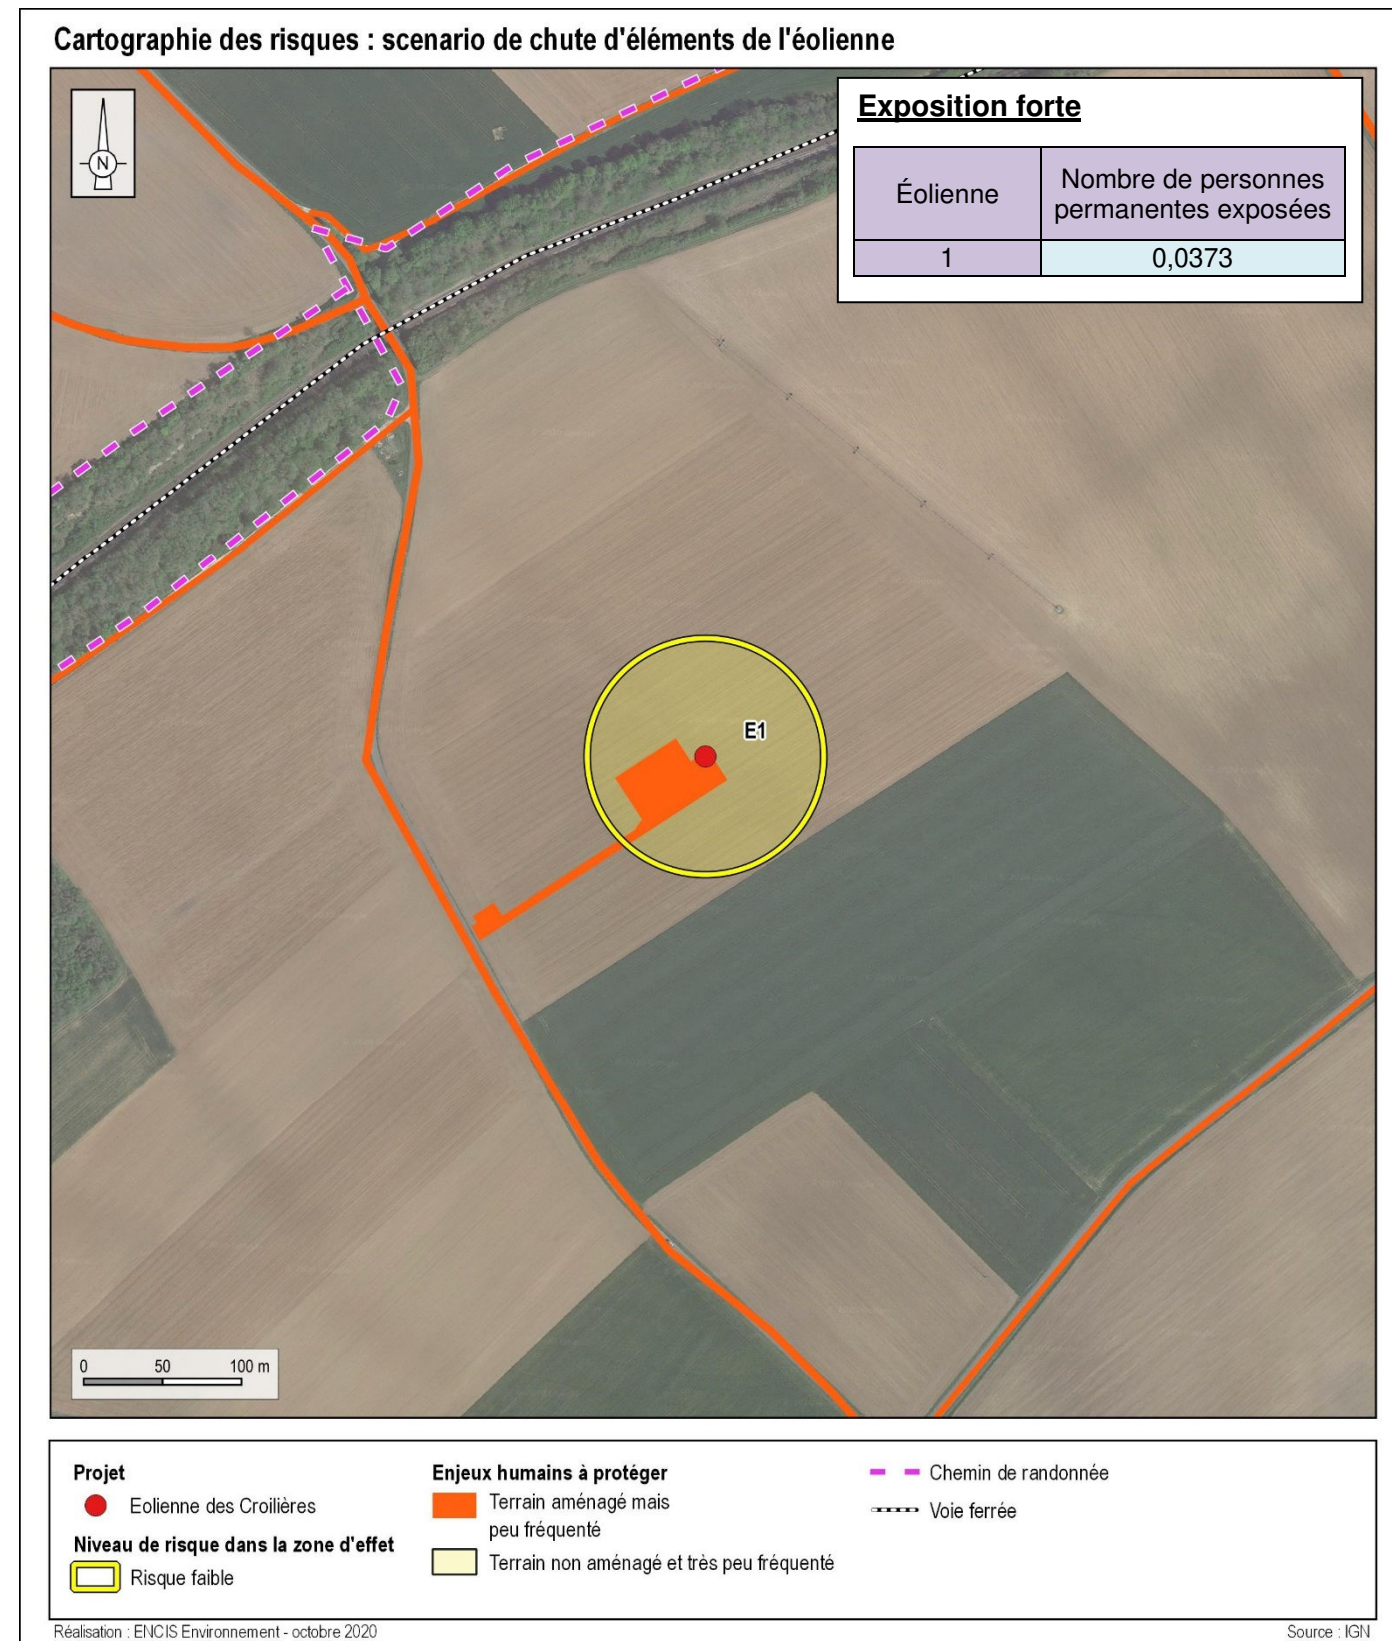 Cartographie des risques : scenario de chute d'éléments de l'éolienne
N
Exposition forte
Éolienne
Nombre de personnes
permanentes exposées
1
0,0373
E1
0 50 100 m
Projet
Eolienne des Croilières
Niveau de risque dans la zone d'effet
Risque faible
Enjeux humains à protéger
Terrain aménagé mais
peu fréquenté
Terrain non aménagé et très peu fréquenté
Chemin de randonnée
Voie ferrée
Réalisation : ENCIS Environnement - octobre 2020
Source : IGN